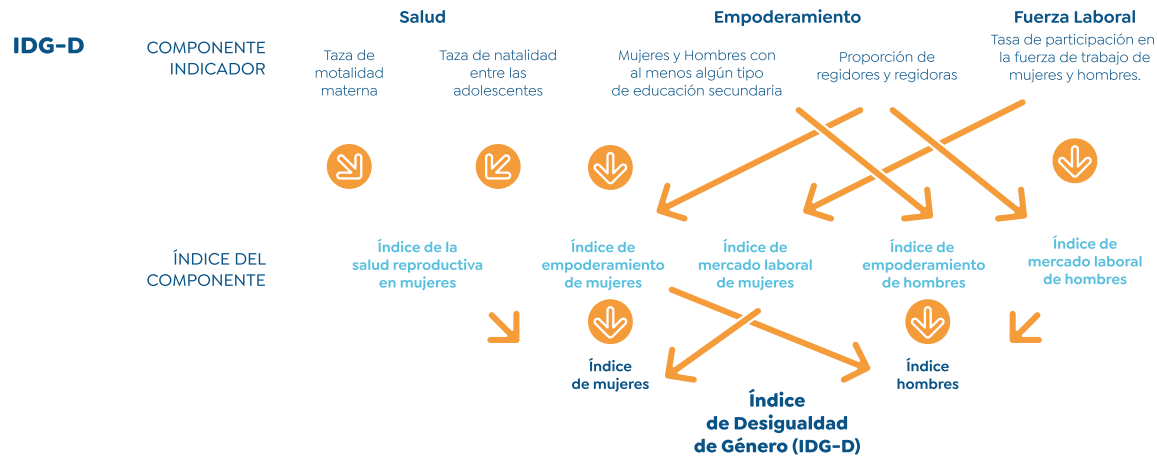 IDG-D
COMPONENTE
INDICADOR
Salud
Taza de
motalidad
materna
Taza de natalidad
entre las
adolescentes
Empoderamiento
Mujeres y Hombres con
al menos algún tipo
de educación secundaria
Proporción de
regidores y regidoras
Fuerza Laboral
Tasa de participación en
la fuerza de trabajo de
mujeres y hombres.
ÍNDICE DEL
COMPONENTE
Índice de la
salud reproductiva
en mujeres
Índice de
empoderamiento
de mujeres
Índice de
mercado laboral
de mujeres
Índice de
empoderamiento
de hombres
Índice de
mercado laboral
de hombres
Índice
de mujeres
Índice
hombres
Índice
de Desigualdad
de Género (IDG-D)